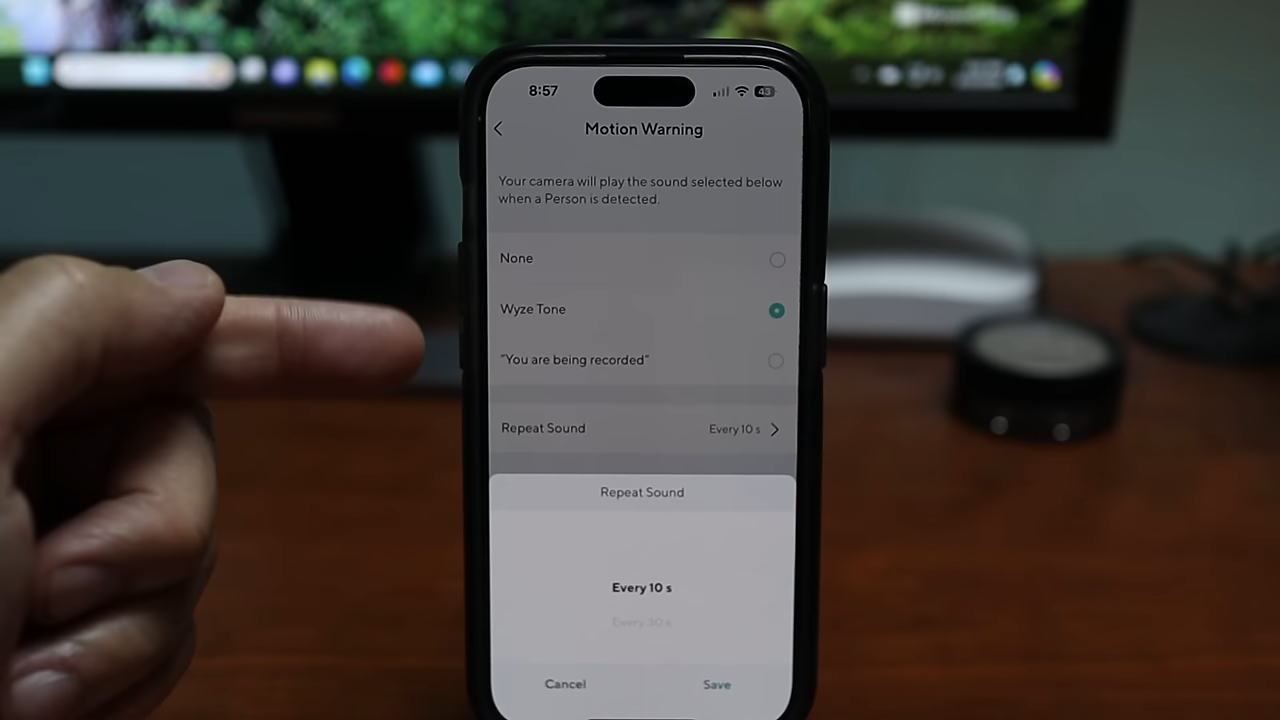 8:57
43
Motion Warning
Your camera will play the sound selected below
when a Person is detected.
None
Wyze Tone
"You are being recorded"
Repeat Sound
Every 10 s
Repeat Sound
Every 10 s
Every 30 s
Cancel
Save